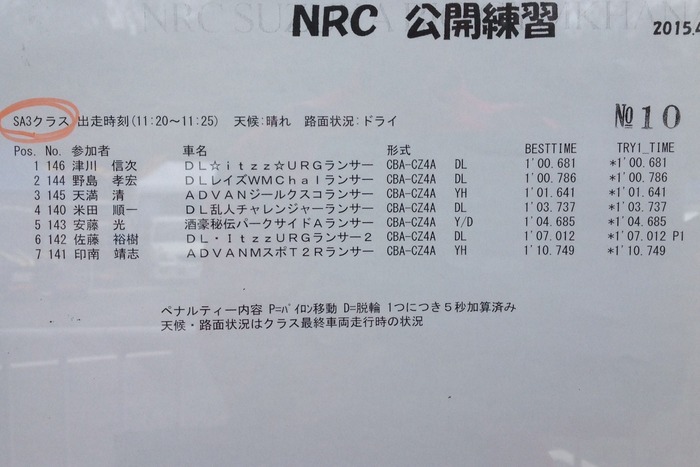 NRC 公開練習 2015.4
SA3クラス 出走時刻(11:20～11:25) 天候:晴れ 路面状況:ドライ №10
Pos. No. 参加者 車名 形式 BESTTIME TRY1_TIME
1 146 津川 信次 ＤＬ☆ｉｔｚｚ☆ＵＲＧランサー CBA-CZ4A DL 1'00.681 *1'00.681
2 144 野島 孝宏 ＤＬレイズＷＭＣｈａｌランサー CBA-CZ4A DL 1'00.786 *1'00.786
3 145 天満 清 ＡＤＶＡＮジールクスコランサー CBA-CZ4A YH 1'01.641 *1'01.641
4 140 米田 順一 ＤＬ乱人チャレンジャーランサー CBA-CZ4A DL 1'03.737 *1'03.737
5 143 安藤 光 酒豪秘伝パークサイドＡランサー CBA-CZ4A Y/D 1'04.685 *1'04.685
6 142 佐藤 裕樹 ＤＬ・ＩｔｚｚＵＲＧランサー２ CBA-CZ4A DL 1'07.012 *1'07.012 P1
7 141 印南 靖志 ＡＤＶＡＮＭスポＴ２Ｒランサー CBA-CZ4A YH 1'10.749 *1'10.749
ペナルティー内容 P=ﾊﾟｲﾛﾝ移動 D=脱輪 1つにつき５秒加算済み
天候・路面状況はクラス最終車両走行時の状況